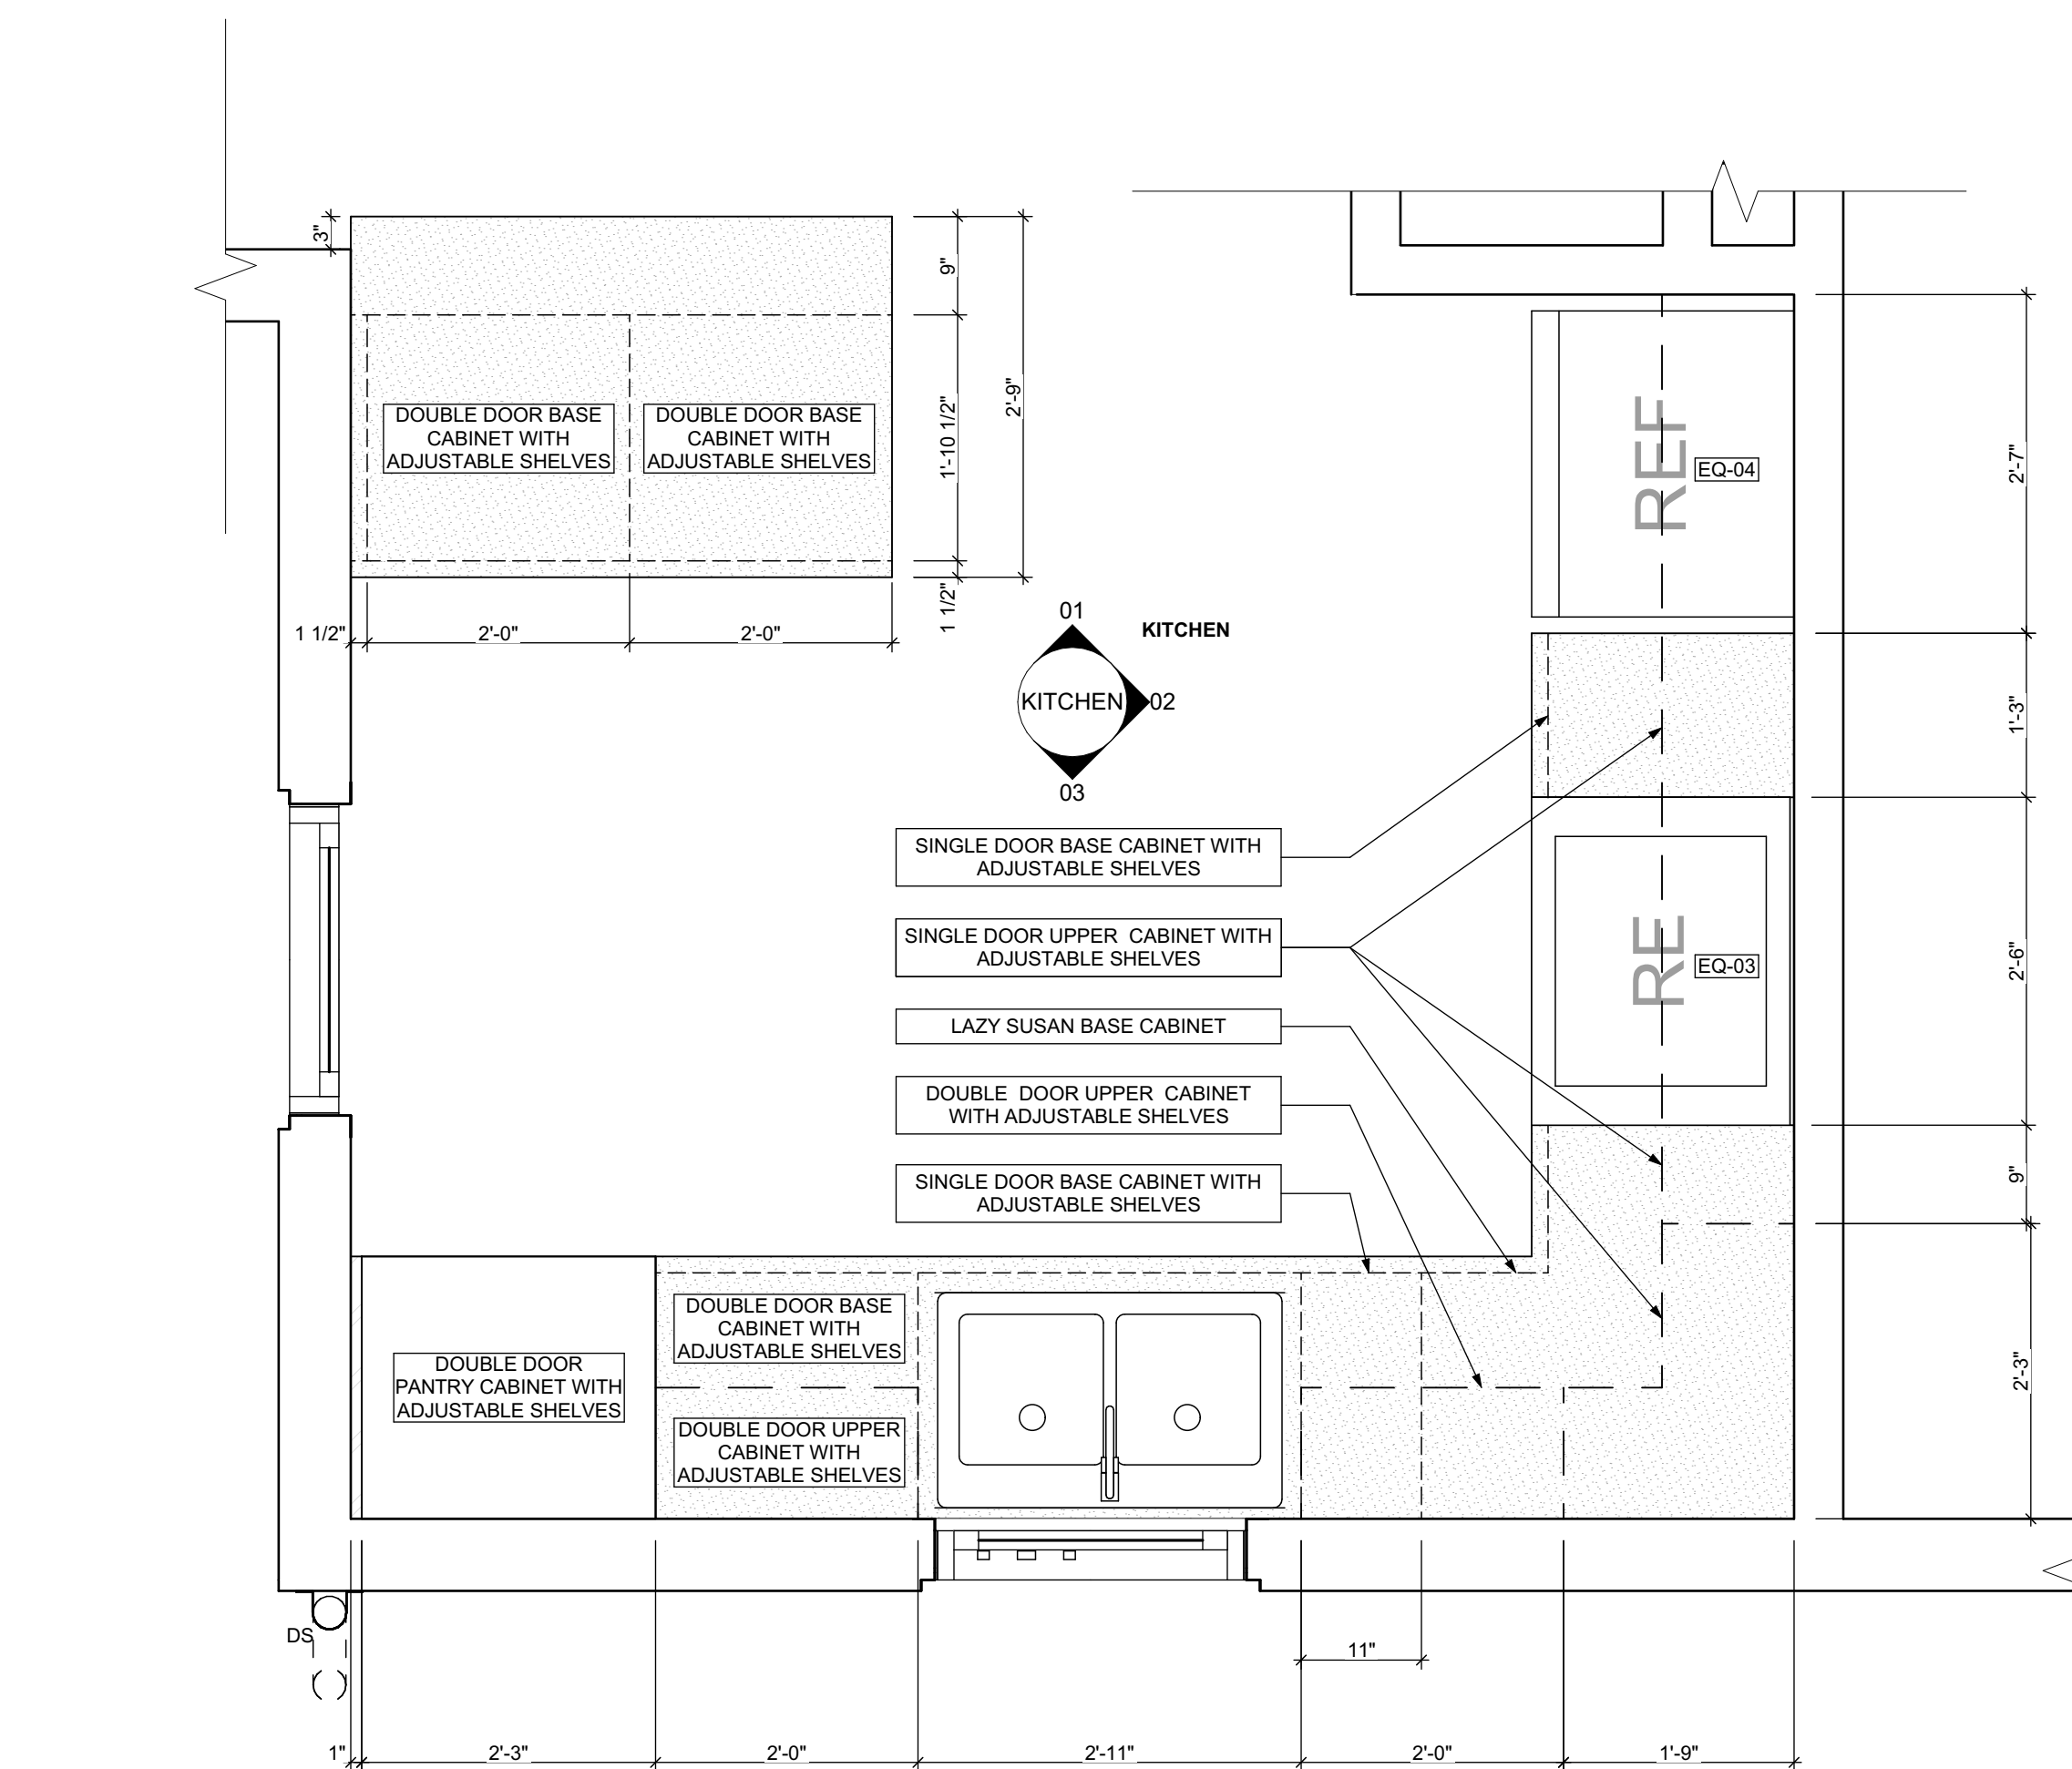 3"
9"
DOUBLE DOOR BASE
CABINET WITH
ADJUSTABLE SHELVES
DOUBLE DOOR BASE
CABINET WITH
ADJUSTABLE SHELVES
1'-10 1/2"
2'-9"
1 1/2"
1 1/2"
2'-0"
2'-0"
REF
EQ-04
2'-7"
01
KITCHEN
KITCHEN
02
03
1'-3"
SINGLE DOOR BASE CABINET WITH
ADJUSTABLE SHELVES
SINGLE DOOR UPPER CABINET WITH
ADJUSTABLE SHELVES
LAZY SUSAN BASE CABINET
DOUBLE DOOR UPPER CABINET
WITH ADJUSTABLE SHELVES
SINGLE DOOR BASE CABINET WITH
ADJUSTABLE SHELVES
RE
EQ-03
2'-6"
9"
2'-3"
DOUBLE DOOR
PANTRY CABINET WITH
ADJUSTABLE SHELVES
DOUBLE DOOR BASE
CABINET WITH
ADJUSTABLE SHELVES
DOUBLE DOOR UPPER
CABINET WITH
ADJUSTABLE SHELVES
DS
11"
1"
2'-3"
2'-0"
2'-11"
2'-0"
1'-9"